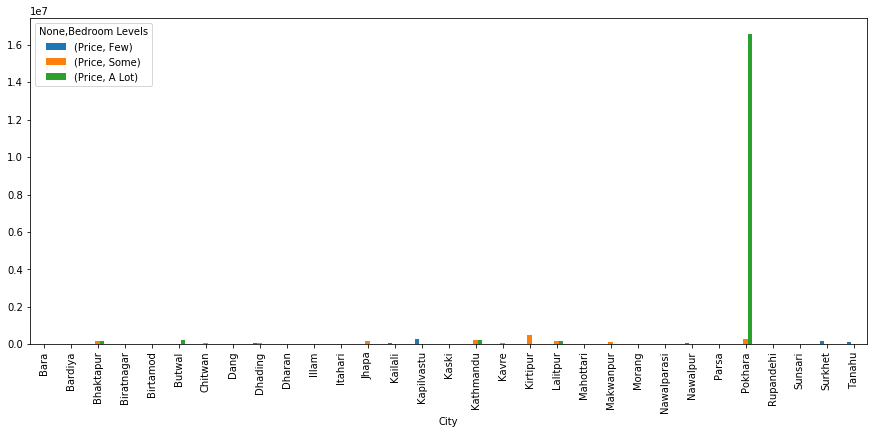 1e7
None,Bedroom Levels
(Price, Few)
(Price, Some)
(Price, A Lot)
1.6
1.4
1.2
1.0
0.8
0.6
0.4
0.2
0.0
Bara
Bardiya
Bhaktapur
Biratnagar
Birtamod
Butwal
Chitwan
Dang
Dhading
Dharan
Illam
Itahari
Jhapa
Kailali
Kapilvastu
Kaski
Kathmandu
Kavre
Kirtipur
Lalitpur
Mahottari
Makwanpur
Morang
Nawalparasi
Nawalpur
Parsa
Pokhara
Rupandehi
Sunsari
Surkhet
Tanahu
City